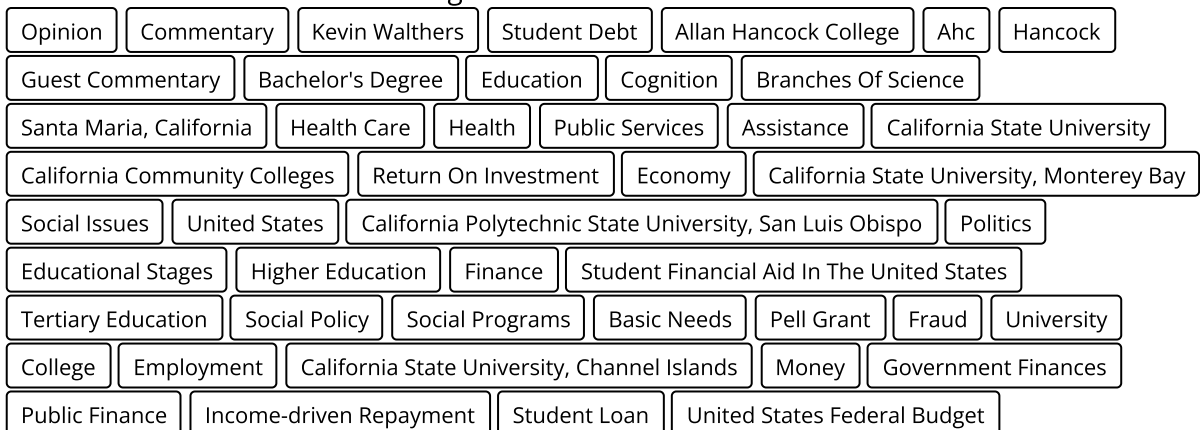 Opinion Commentary Kevin Walthers Student Debt Allan Hancock College Ahc Hancock
Guest Commentary Bachelor's Degree Education Cognition Branches Of Science
Santa Maria, California Health Care Health Public Services Assistance California State University
California Community Colleges Return On Investment Economy California State University, Monterey Bay
Social Issues United States California Polytechnic State University, San Luis Obispo Politics
Educational Stages Higher Education Finance Student Financial Aid In The United States
Tertiary Education Social Policy Social Programs Basic Needs Pell Grant Fraud University
College Employment California State University, Channel Islands Money Government Finances
Public Finance Income-driven Repayment Student Loan United States Federal Budget